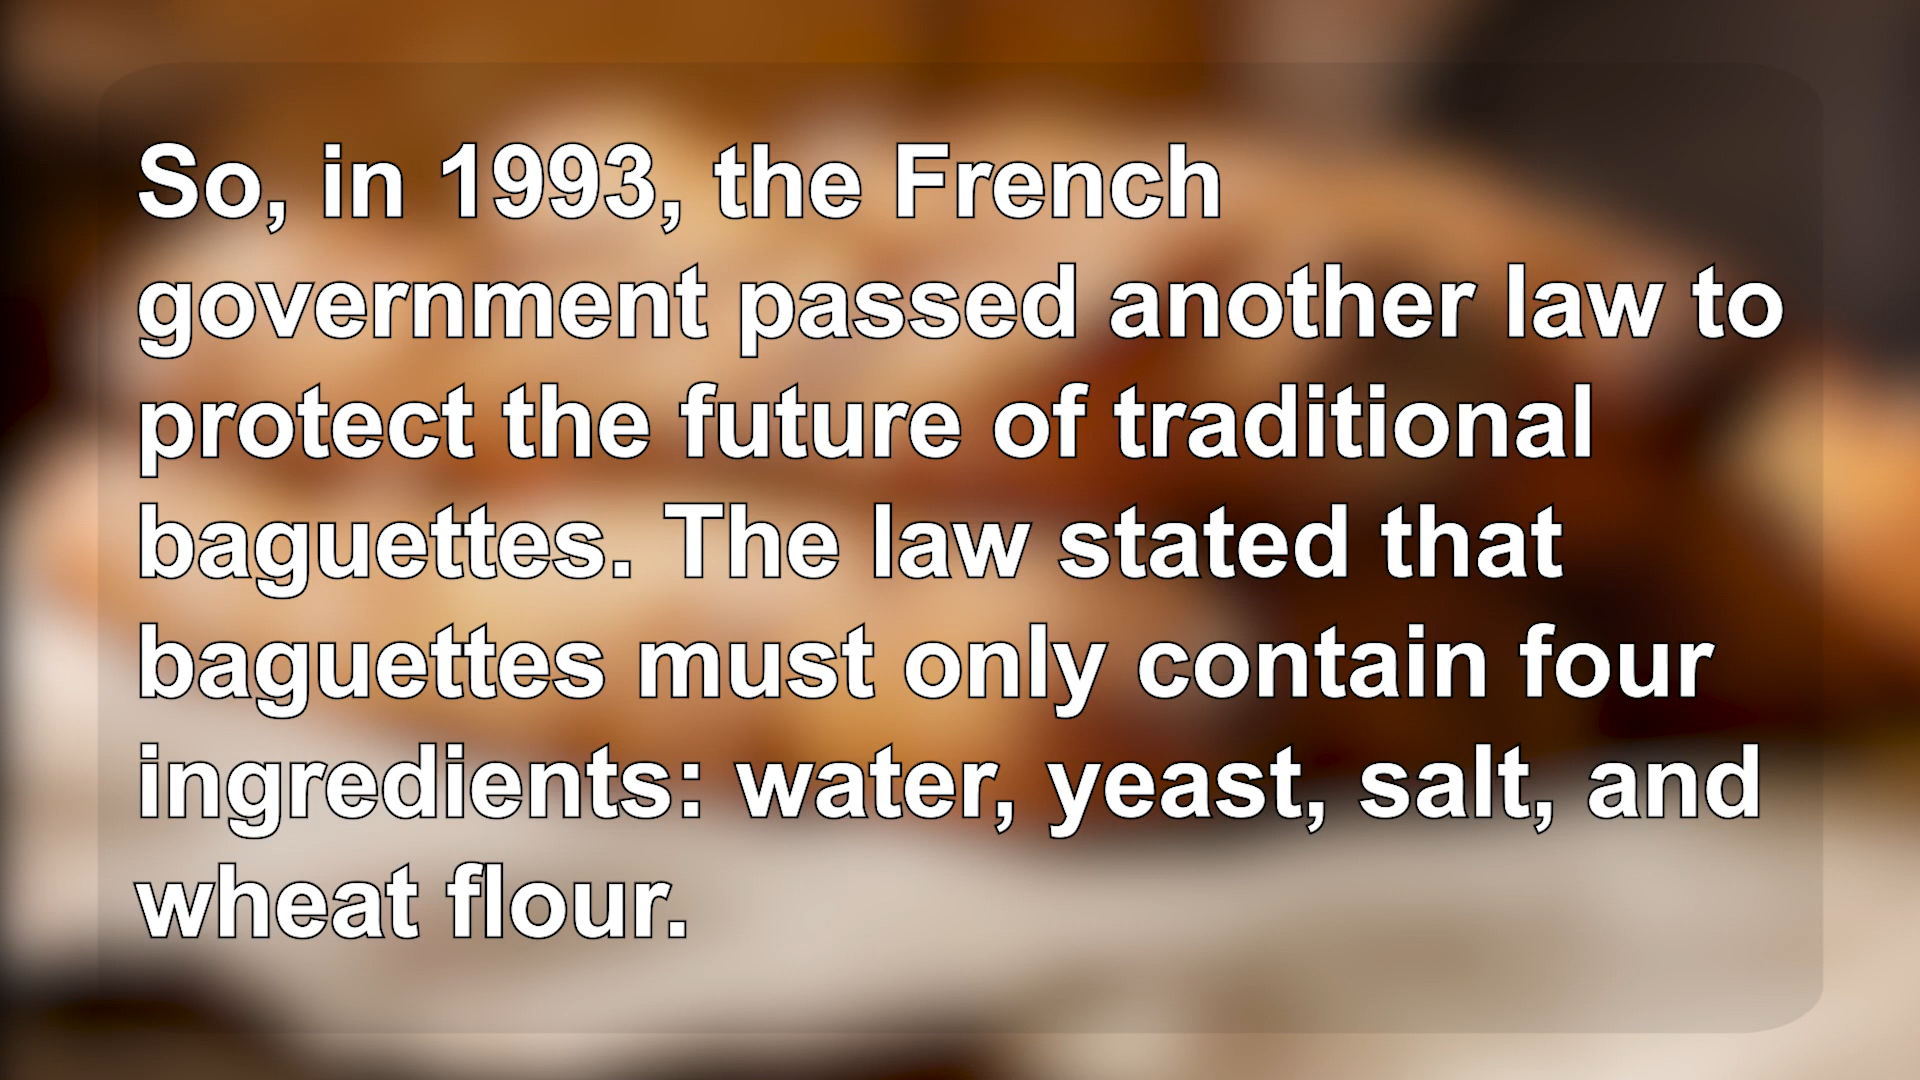 So, in 1993, the French
government passed another law to
protect the future of traditional
baguettes. The law stated that
baguettes must only contain four
ingredients: water, yeast, salt, and
wheat flour.